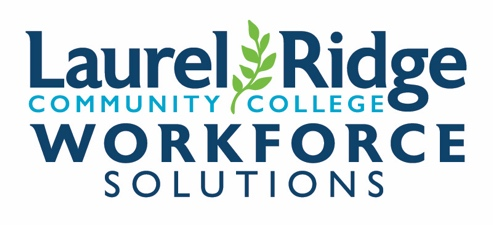 Laurel Ridge
COMMUNITY COLLEGE
WORKFORCE
SOLUTIONS